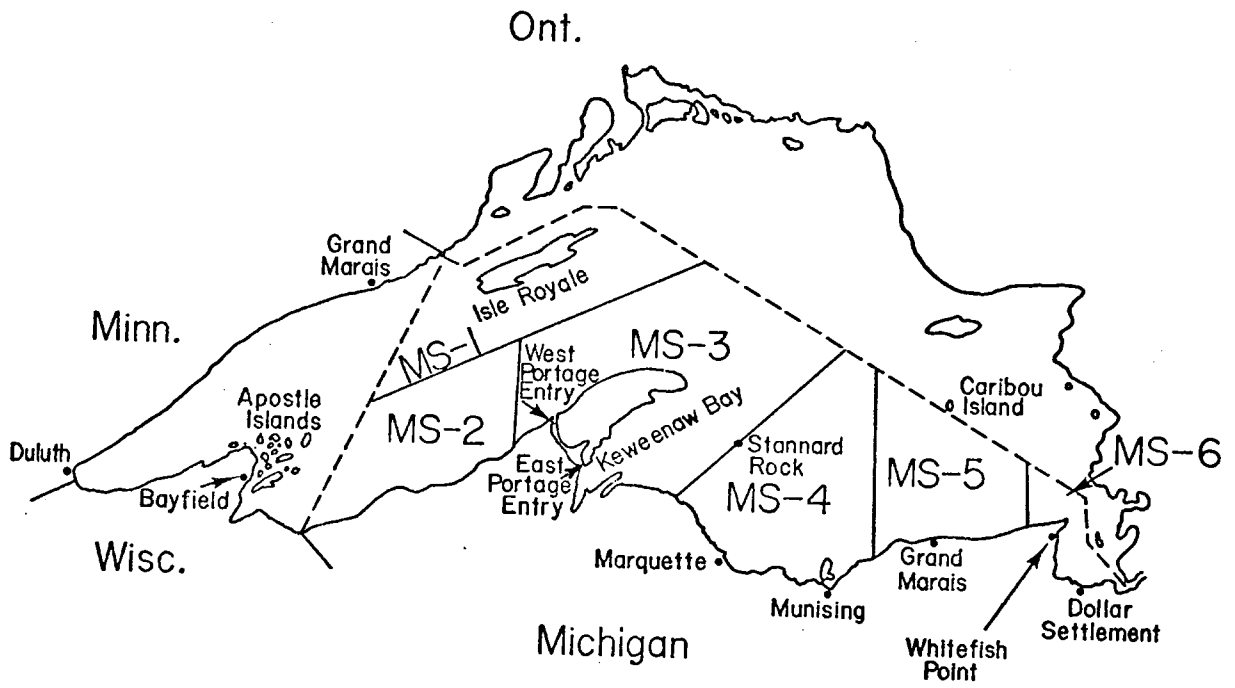 Ont.
Grand
Marais
Minn.
Isle Royale
MS-1
West
Portage
Entry
MS-3
Apostle
Islands
MS-2
Keweenaw Bay
Caribou
Island
Duluth
Bayfield
East
Portage
Entry
Stannard
Rock
MS-4
MS-5
MS-6
Wisc.
Marquette
Grand
Marais
Munising
Dollar
Settlement
Whitefish
Point
Michigan